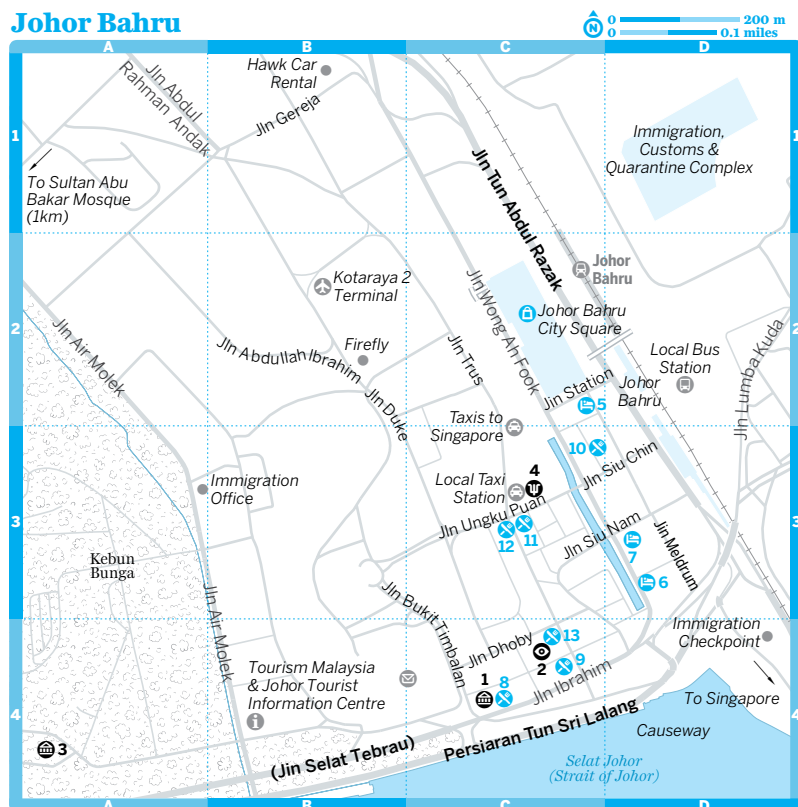 Johor Bahru
0 200 m
0 0.1 miles
N
A B C D
1
Jln Abdul
Rahman Andak
Hawk Car
Rental
Jln Gereja
Immigration,
Customs &
Quarantine Complex
1
To Sultan Abu
Bakar Mosque
(1km)
Jln Tun Abdul Razak
Johor
Bahru
Kotaraya 2
Terminal
Jln Wong Ah Fook
Johor Bahru
City Square
2
2
Jln Air Molek
Jln Abdullah Ibrahim
Firefly
Jln Trus
Jln Duke
Local Bus
Station
Jln Lumba Kuda
Jin Station
5
Johor
Bahru
Taxis to
Singapore
10
Jln Siu Chin
4
Local Taxi
Station
Immigration
Office
Jln Ungku Puan
12
11
3
3
Jln Siu Nam
7
Jln Meldrum
6
Kebun
Bunga
Jln Air Molek
Jln Bukit Timbalan
Jln Dhoby
13
2
9
Immigration
Checkpoint
Tourism Malaysia
& Johor Tourist
Information Centre
1
8
Jln Ibrahim
To Singapore
4
4
3
(Jin Selat Tebrau)
Persiaran Tun Sri Lalang
Causeway
Selat Johor
(Strait of Johor)
A B C D